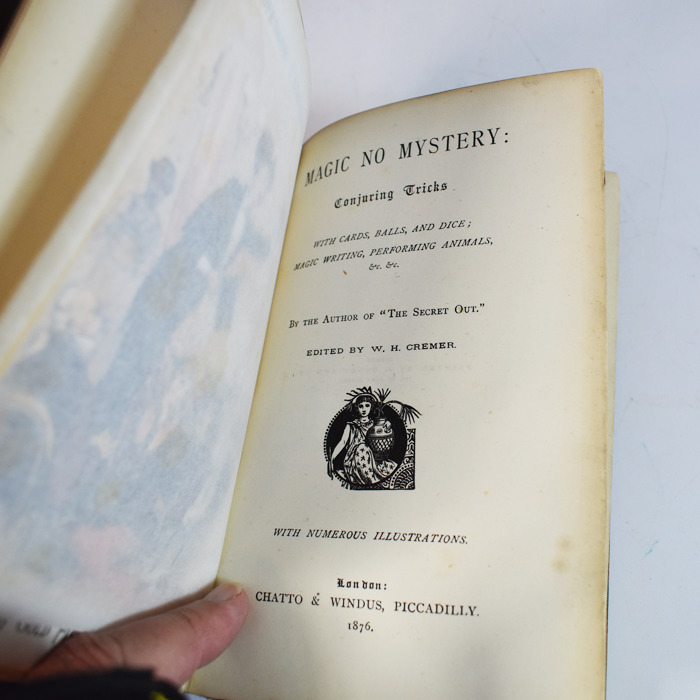 MAGIC NO MYSTERY:
Conjuring Tricks
WITH CARDS, BALLS, AND DICE;
MAGIC WRITING, PERFORMING ANIMALS,
&c. &c.
BY THE AUTHOR OF "THE SECRET OUT."
EDITED BY W. H. CREMER.
WITH NUMEROUS ILLUSTRATIONS.
London:
CHATTO & WINDUS, PICCADILLY.
1876.